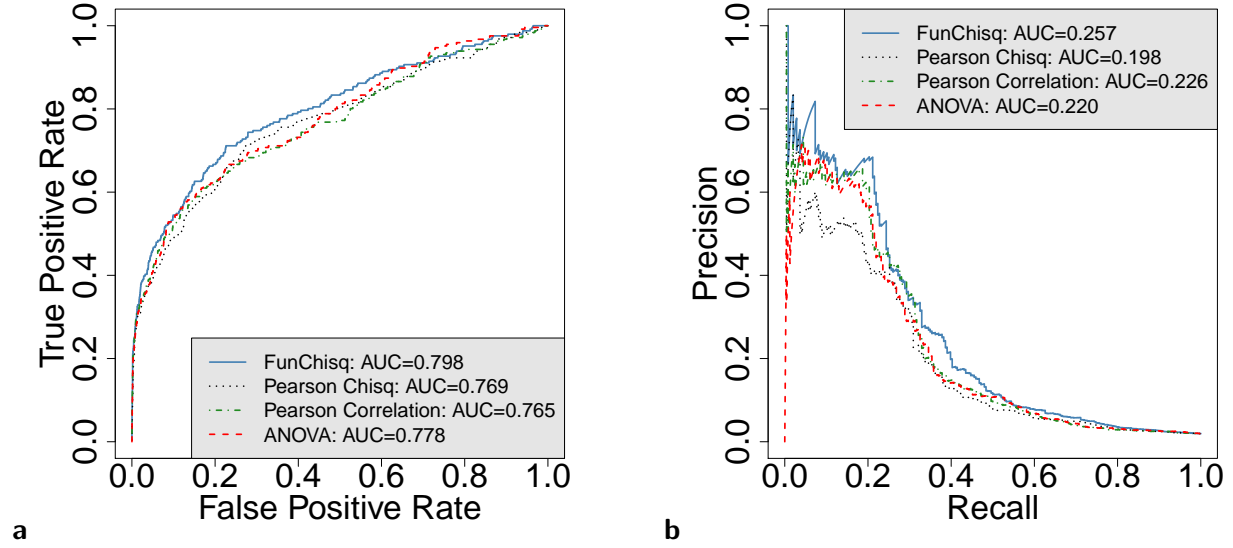 True Positive Rate
1.0
0.8
0.6
0.4
0.2
0.0
FunChisq: AUC=0.798
Pearson Chisq: AUC=0.769
Pearson Correlation: AUC=0.765
ANOVA: AUC=0.778
0.0 0.2 0.4 0.6 0.8 1.0
False Positive Rate
a
Precision
1.0
0.8
0.6
0.4
0.2
0.0
FunChisq: AUC=0.257
Pearson Chisq: AUC=0.198
Pearson Correlation: AUC=0.226
ANOVA: AUC=0.220
0.0 0.2 0.4 0.6 0.8 1.0
Recall
b